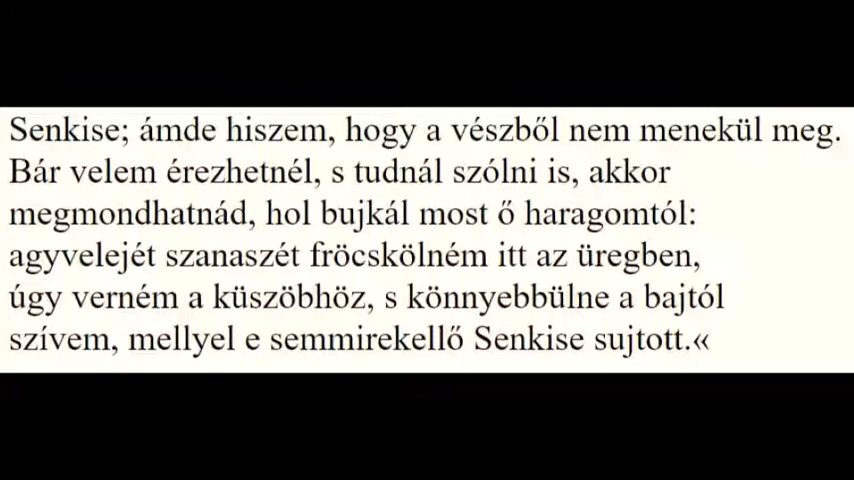 Senkise; ámde hiszem, hogy a vészből nem menekül meg.
Bár velem érezhetnél, s tudnál szólni is, akkor
megmondhatnád, hol bujkál most ő haragomtól:
agyvelejét szanaszét fröcskölném itt az üregben,
úgy verném a küszöbhöz, s könnyebbülne a bajtól
szívem, mellyel e semmirekellő Senkise sujtott.«